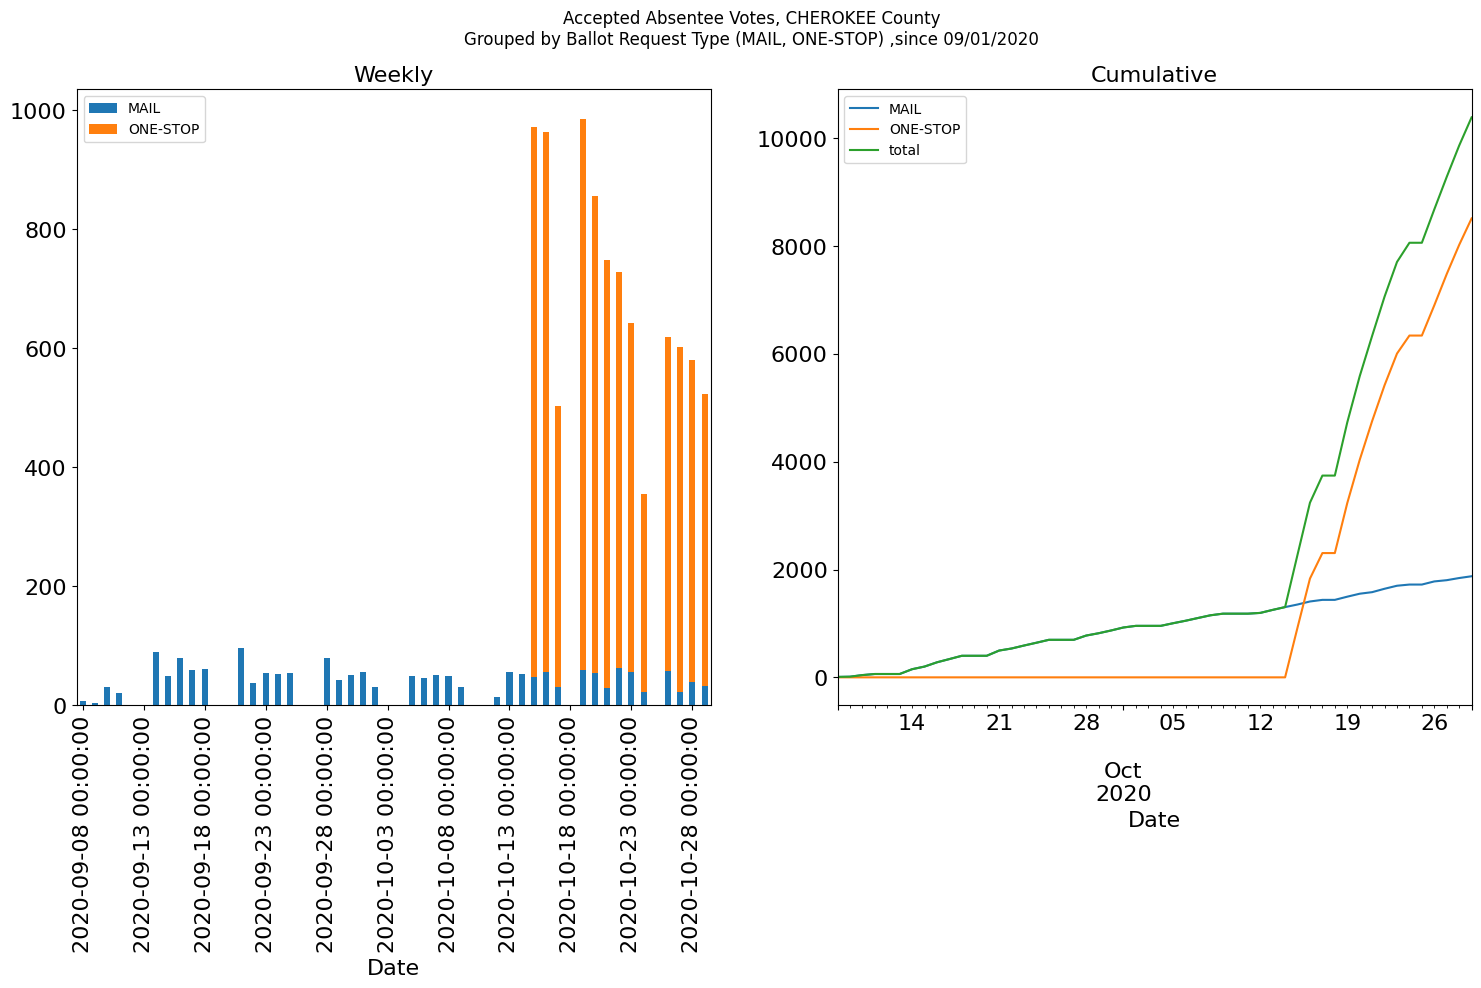 Accepted Absentee Votes, CHEROKEE County
Grouped by Ballot Request Type (MAIL, ONE-STOP) ,since 09/01/2020
Weekly
MAIL
ONE-STOP
1000
800
600
400
200
0
2020-09-08 00:00:00
2020-09-13 00:00:00
2020-09-18 00:00:00
2020-09-23 00:00:00
2020-09-28 00:00:00
2020-10-03 00:00:00
2020-10-08 00:00:00
2020-10-13 00:00:00
2020-10-18 00:00:00
2020-10-23 00:00:00
2020-10-28 00:00:00
Date
Cumulative
MAIL
ONE-STOP
total
10000
8000
6000
4000
2000
0
14 21 28 05 12 19 26
Oct
2020
Date